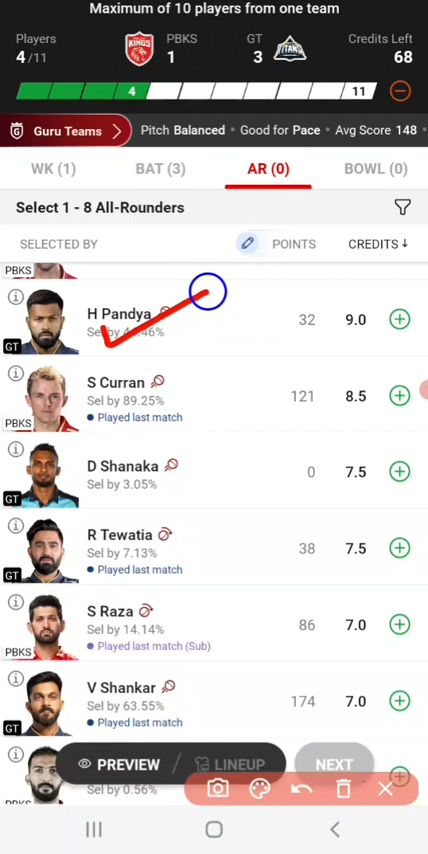 Maximum of 10 players from one team
Players
4/11
KINGS
PBKS
1
GT
3
TITANS
Credits Left
68
4
11
Guru Teams
Pitch Balanced • Good for Pace • Avg Score 148 •
WK (1)
BAT (3)
AR (0)
BOWL (0)
Select 1 - 8 All-Rounders
SELECTED BY
POINTS
CREDITS↓
PBKS
H Pandya
GT
32
9.0
S Curran
Sel by 89.25%
Played last match
PBKS
121
8.5
D Shanaka
Sel by 3.05%
GT
0
7.5
R Tewatia
Sel by 7.13%
Played last match
GT
38
7.5
S Raza
Sel by 14.14%
Played last match (Sub)
PBKS
86
7.0
V Shankar
Sel by 63.55%
Played last match
GT
174
7.0
by 0.56%
PREVIEW / LINEUP
NEXT